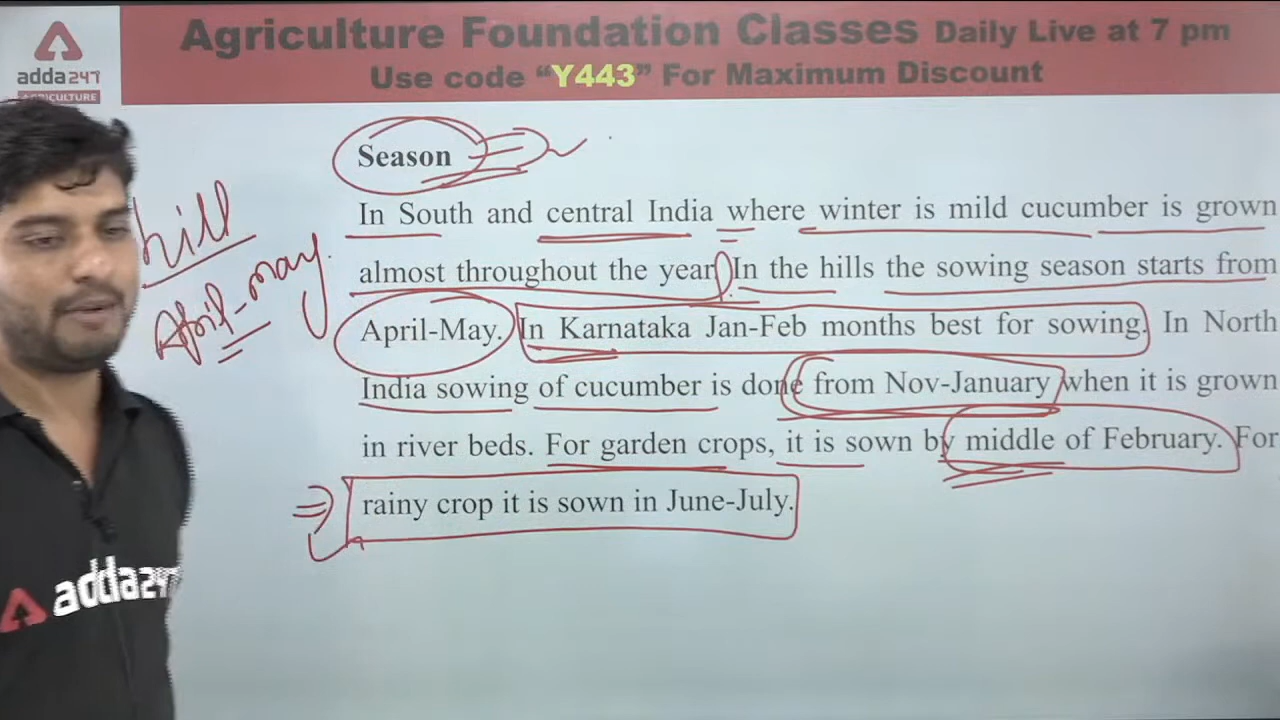 Agriculture Foundation Classes Daily Live at 7 pm
Use code “Y443” For Maximum Discount
adda247
AGRICULTURE
Season
In South and central India where winter is mild cucumber is grown
almost throughout the year. In the hills the sowing season starts from
April-May. In Karnataka Jan-Feb months best for sowing. In North
India sowing of cucumber is done from Nov-January when it is grown
in river beds. For garden crops, it is sown by middle of February. For
rainy crop it is sown in June-July.
hill
April-may.
adda247